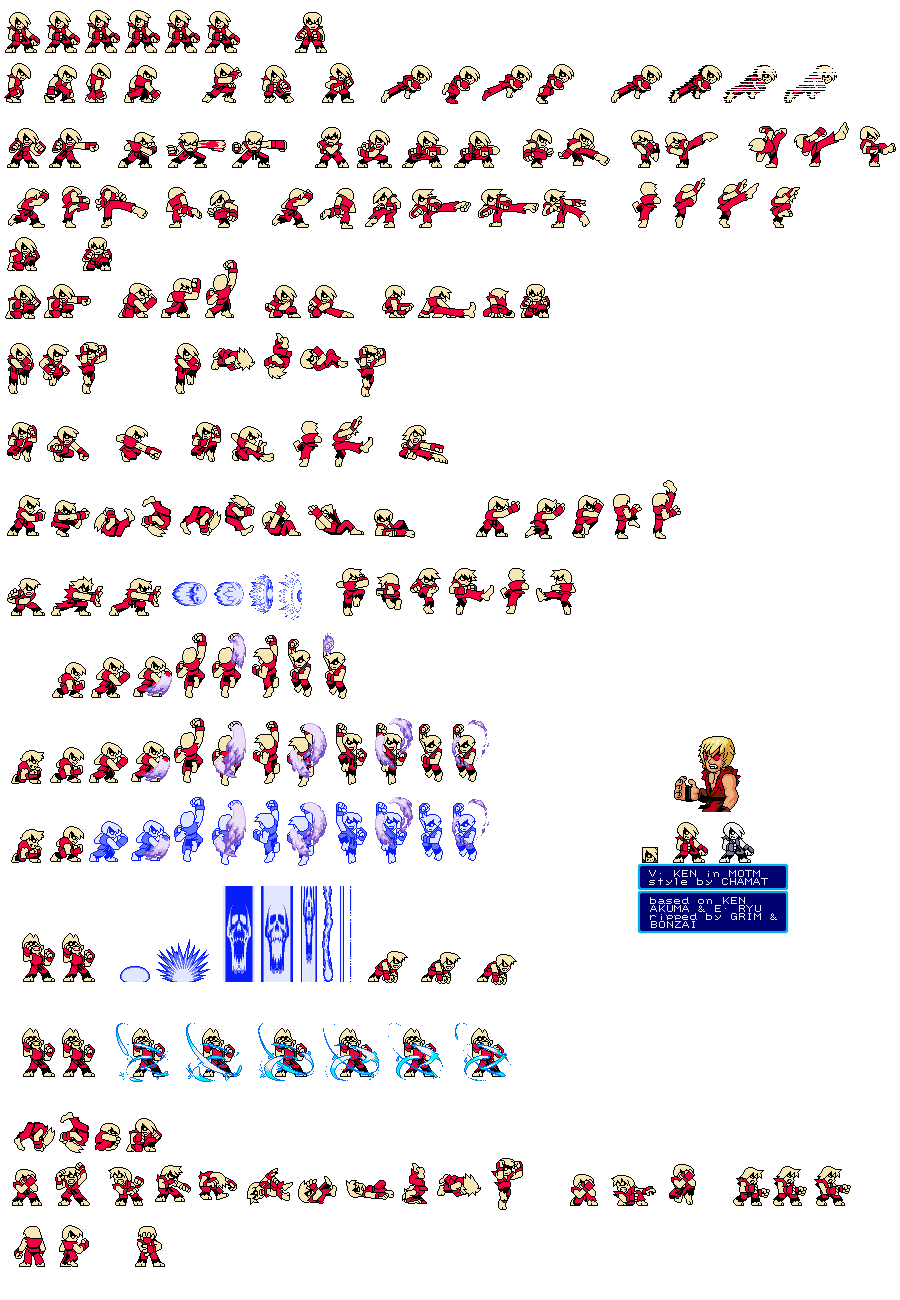 V: KEN in MOTM
style by CHAMAT
based on KEN
AKUMA & E. RYU
ripped by GRIM &
BONZAI